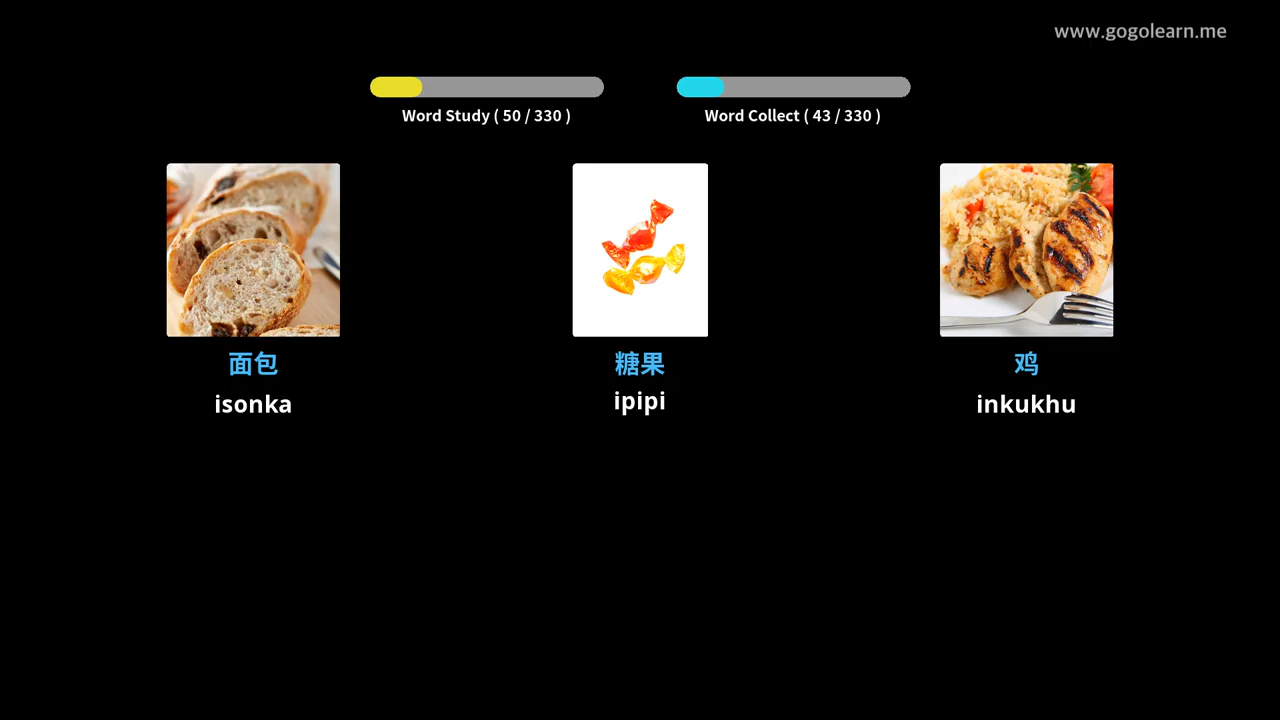 www.gogolearn.me
Word Study ( 50 / 330 )
Word Collect ( 43 / 330 )
面包
糖果
鸡
isonka
ipipi
inkukhu